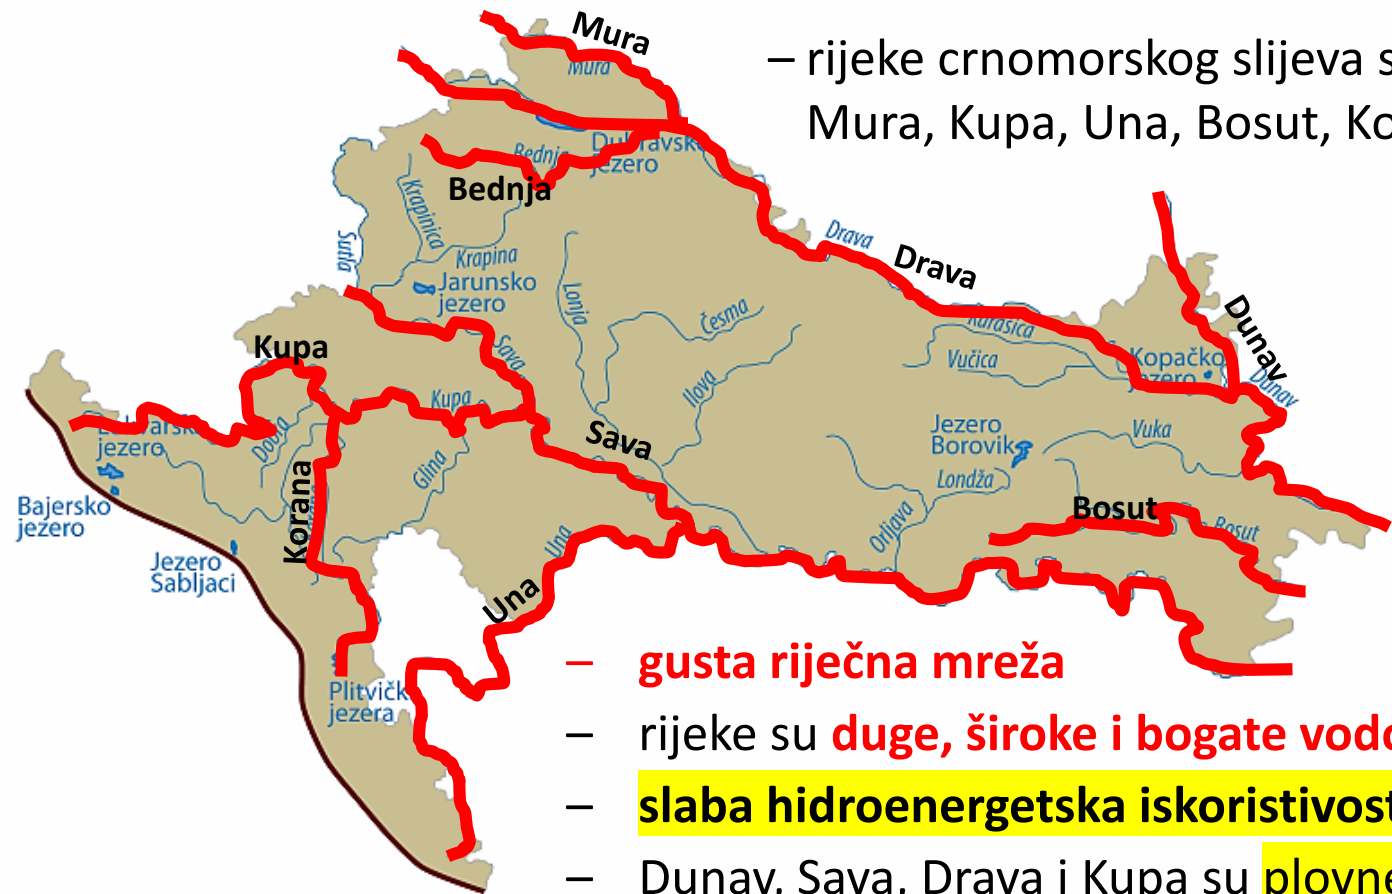 Mura
Mura
– rijeke crnomorskog slijeva s
Mura, Kupa, Una, Bosut, Ko
Dubravsko
jezero
Bednja
Bednja
Krapinica
Sutla
Krapina
Jarunsko
jezero
Drava
Drava
Lonja
Česma
Dunav
Dunav
Karašica
Vučica
Kopačko
jezero
Kupa
Sava
Ilova
Kupa
Sava
Jezero
Borovik
Vuka
Londža
jezero
Dobra
Glina
Korana
Bajersko
jezero
Jezero
Sabljaci
Orljava
Bosut
Bosut
Una
Una
Plitvičk
jezera
– gusta riječna mreža
– rijeke su duge, široke i bogate vodo
– slaba hidroenergetska iskoristivost
– Dunav, Sava, Drava i Kupa su plovne